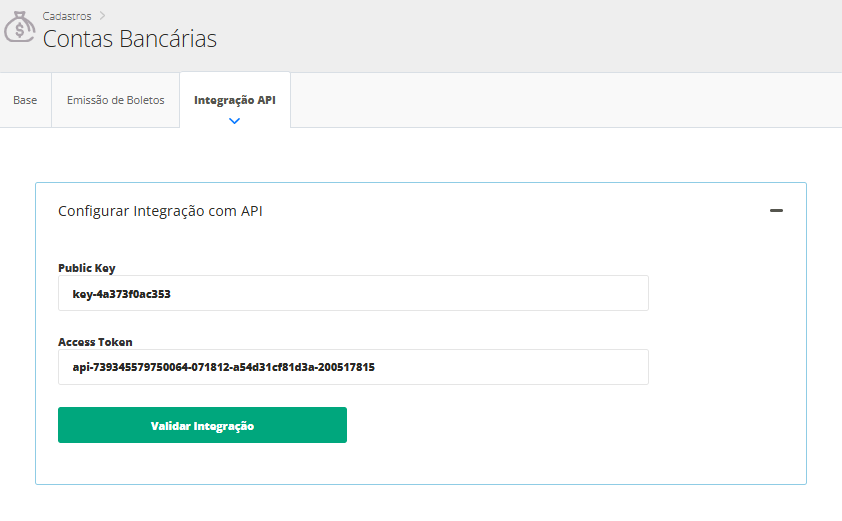 Cadastros
Contas Bancárias
Base Emissão de Boletos Integração API
Configurar Integração com API
Public Key
key-4a373f0ac353
Access Token
api-739345579750064-071812-a54d31cf81d3a-200517815
Validar Integração